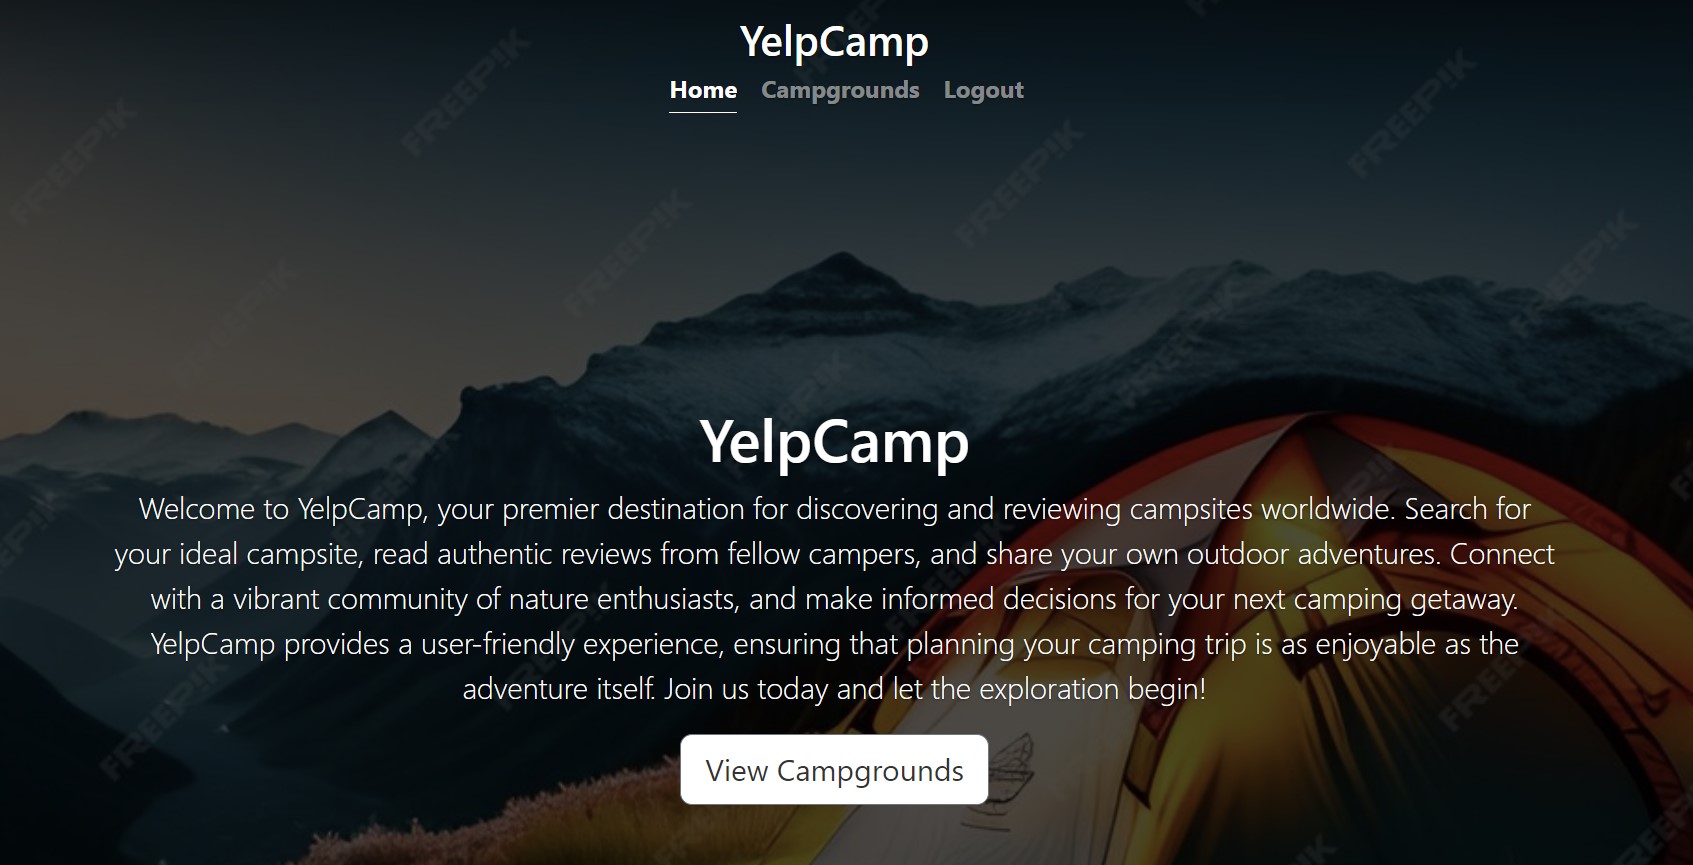 YelpCamp
Home Campgrounds Logout
YelpCamp
Welcome to YelpCamp, your premier destination for discovering and reviewing campsites worldwide. Search for
your ideal campsite, read authentic reviews from fellow campers, and share your own outdoor adventures. Connect
with a vibrant community of nature enthusiasts, and make informed decisions for your next camping getaway.
YelpCamp provides a user-friendly experience, ensuring that planning your camping trip is as enjoyable as the
adventure itself. Join us today and let the exploration begin!
View Campgrounds
FREEPIK